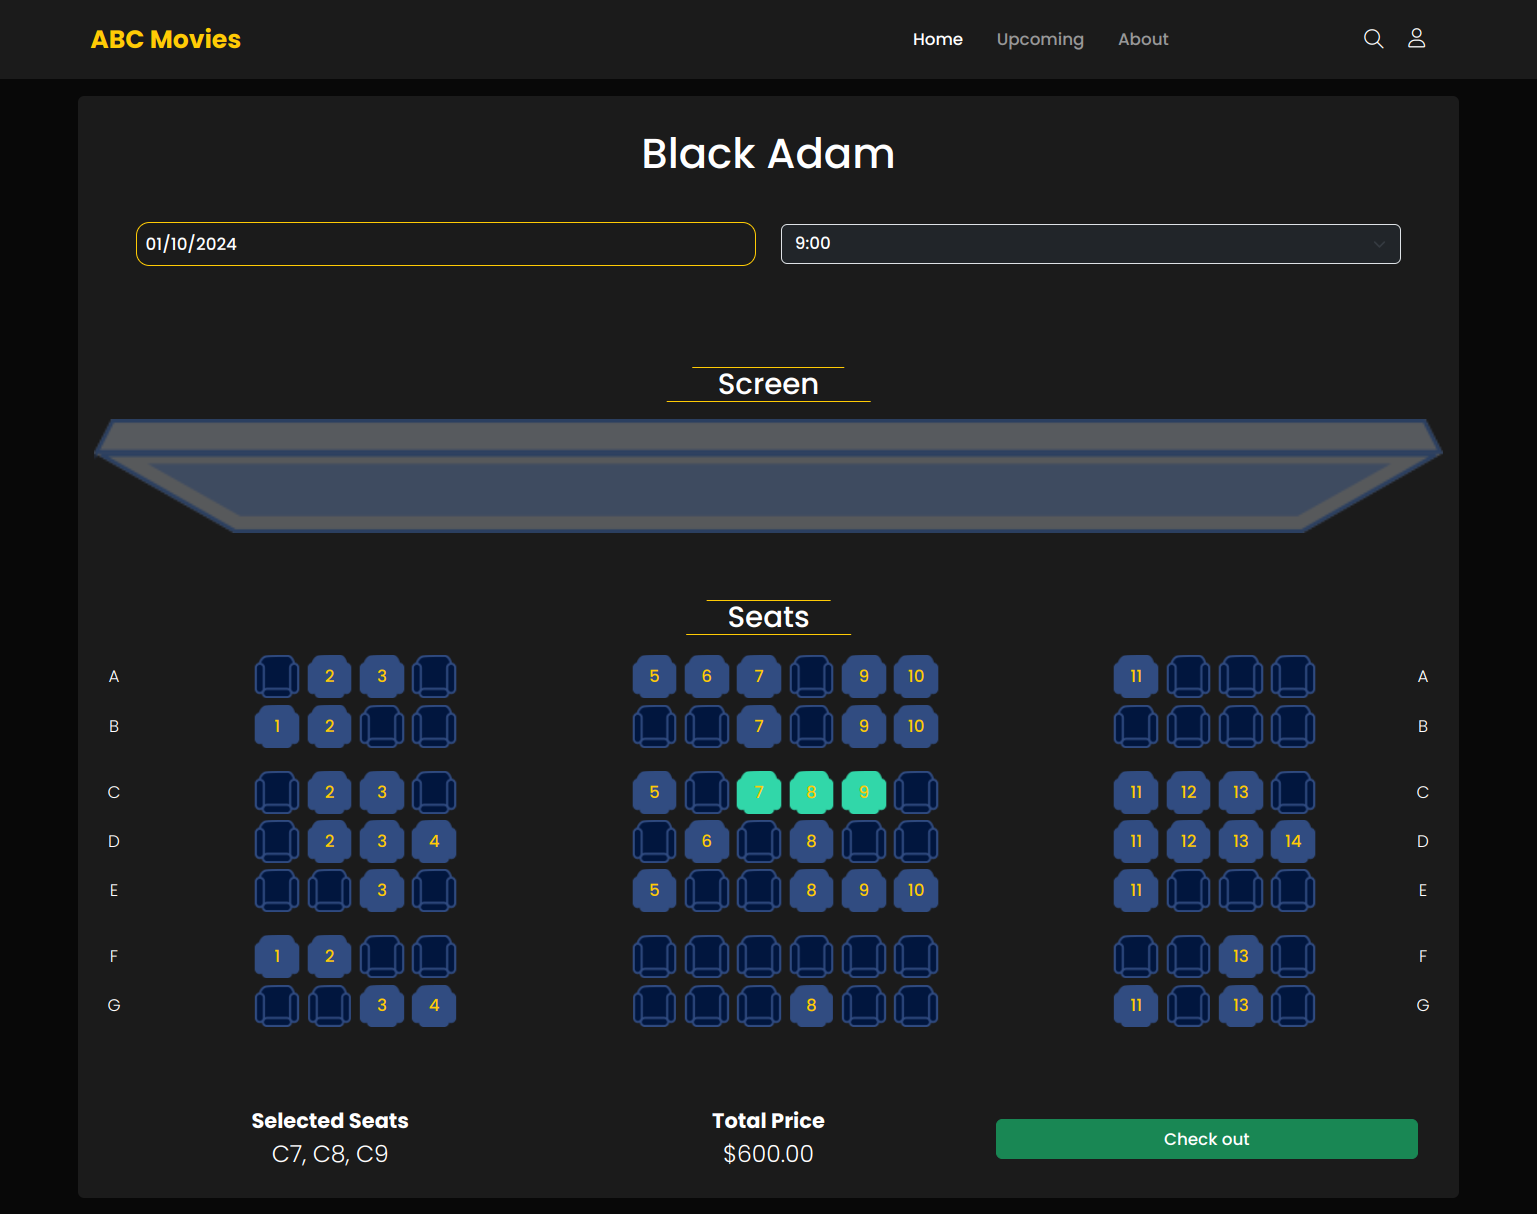 ABC Movies Home Upcoming About
Black Adam
01/10/2024 9:00
Screen
Seats
A 2 3 5 6 7 9 10 11 A
B 1 2 7 9 10 B
C 2 3 5 7 8 9 11 12 13 C
D 2 3 4 6 8 11 12 13 14 D
E 3 5 8 9 10 11 E
F 1 2 13 F
G 3 4 8 11 13 G
Selected Seats Total Price
Check out
C7, C8, C9 $600.00